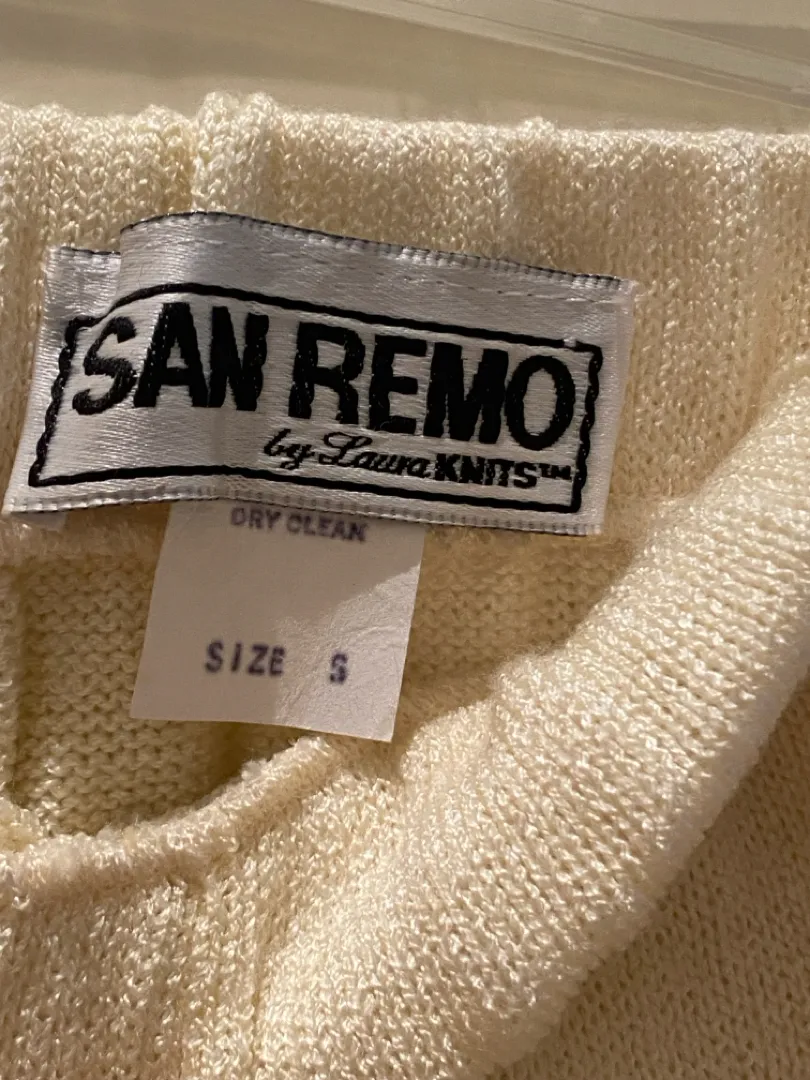 SAN REMO
by Laura KNITS™
DRY CLEAN
SIZE S